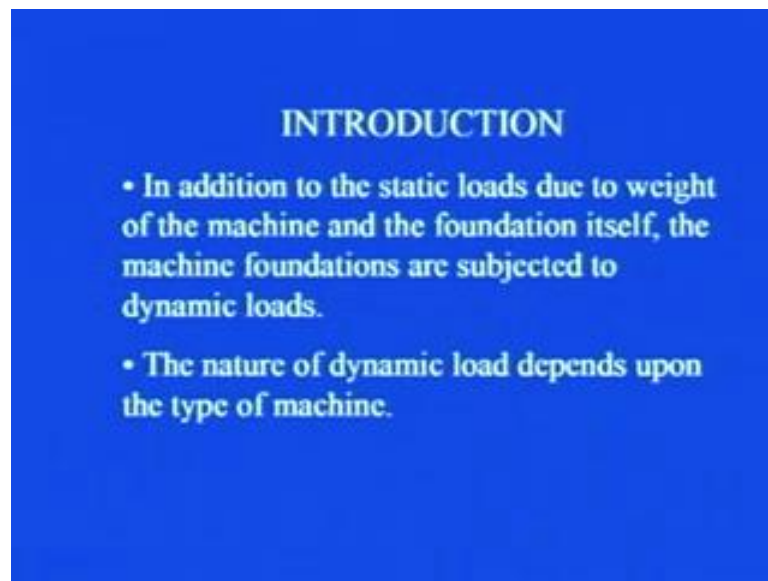 INTRODUCTION
• In addition to the static loads due to weight
of the machine and the foundation itself, the
machine foundations are subjected to
dynamic loads.
• The nature of dynamic load depends upon
the type of machine.